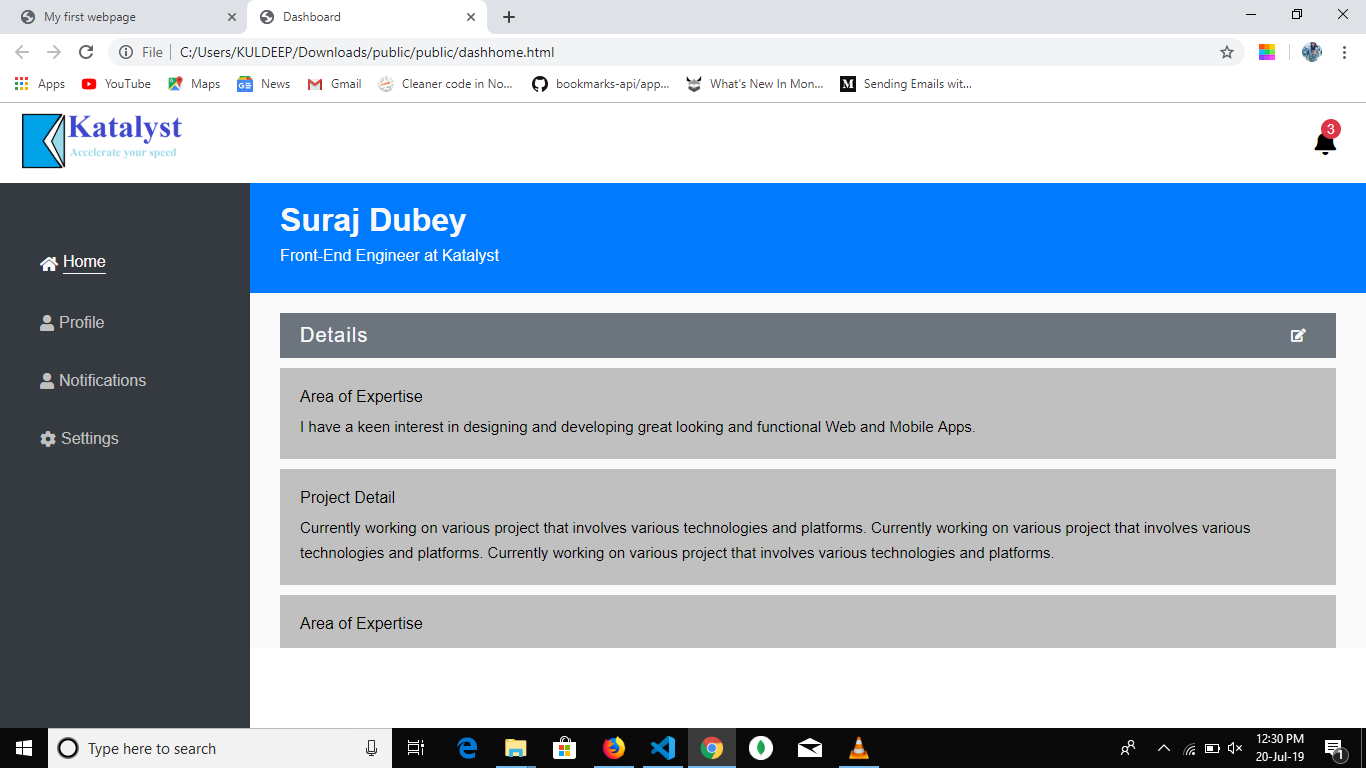 My first webpage
Dashboard
File
C:/Users/KULDEEP/Downloads/public/public/dashhome.html
Apps
YouTube
Maps
News
Gmail
Cleaner code in No...
bookmarks-api/app...
What's New In Mon...
Sending Emails wit...
Katalyst
Accelerate your speed
3
Home
Profile
Notifications
Settings
Suraj Dubey
Front-End Engineer at Katalyst
Details
Area of Expertise
I have a keen interest in designing and developing great looking and functional Web and Mobile Apps.
Project Detail
Currently working on various project that involves various technologies and platforms. Currently working on various project that involves various
technologies and platforms. Currently working on various project that involves various technologies and platforms.
Area of Expertise
Type here to search
12:30 PM
20-Jul-19
1